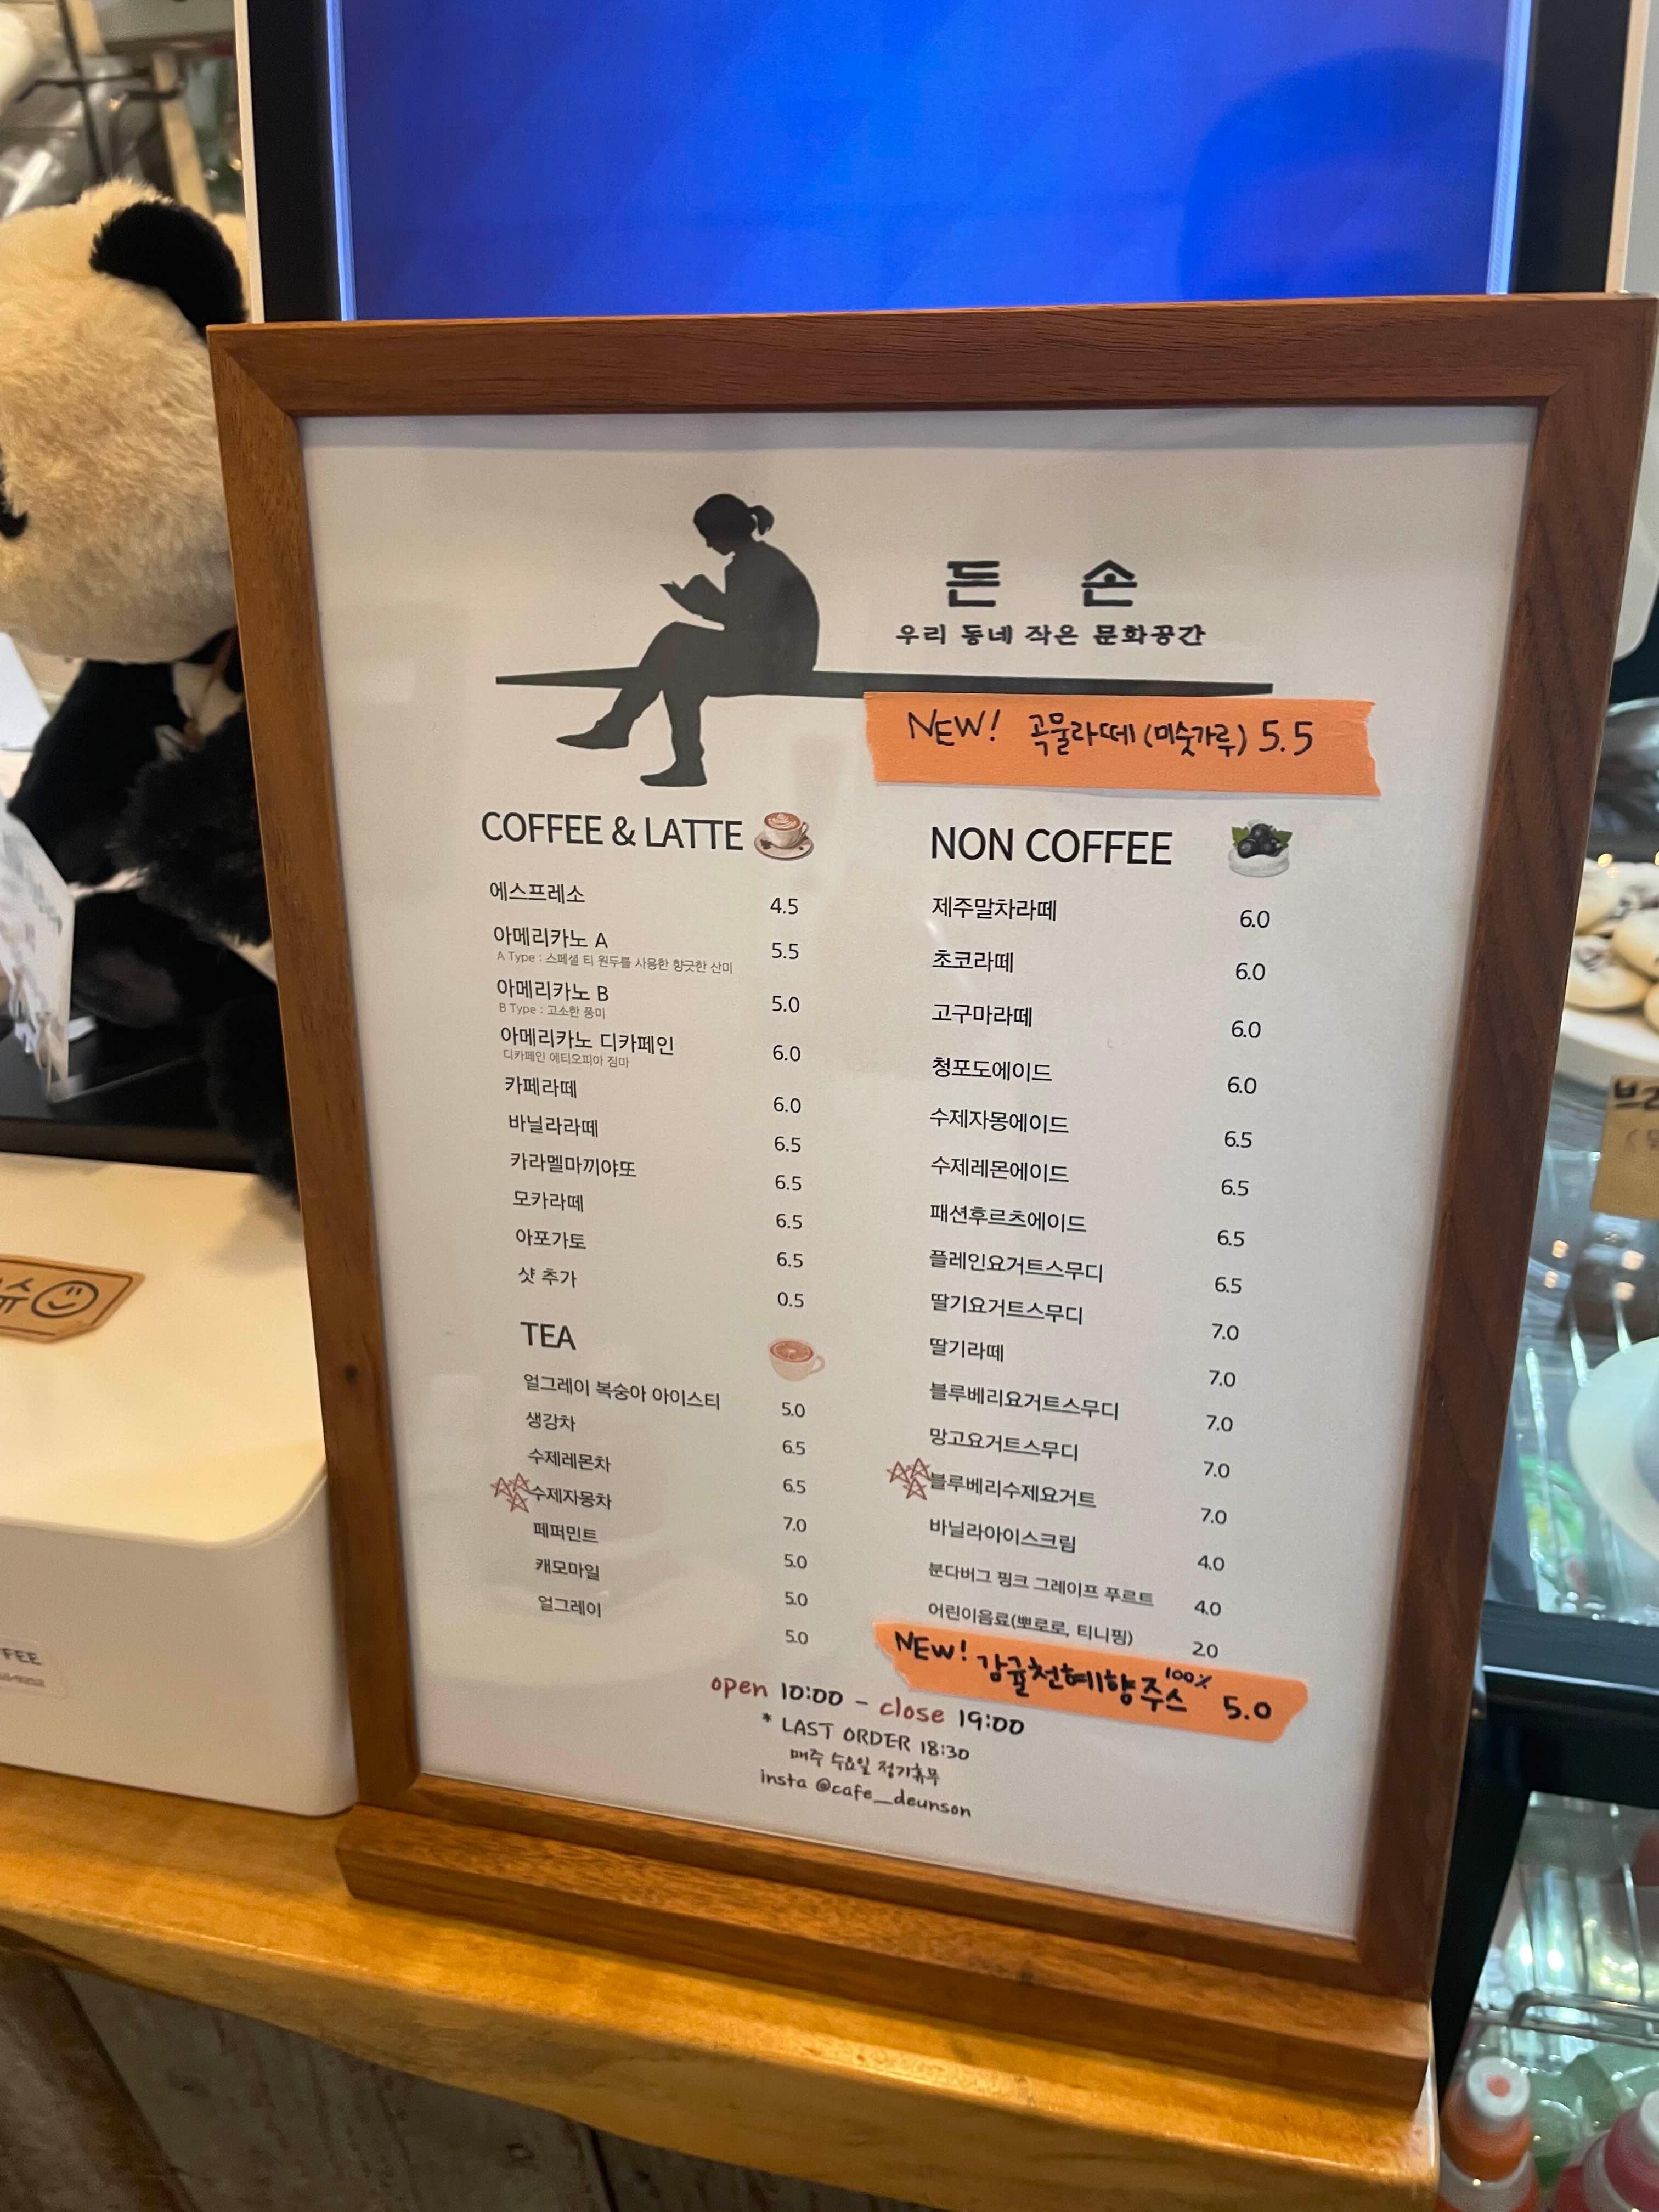 든 손
우리 동네 작은 문화공간
NEW! 곡물라떼 (미숫가루) 5.5
COFFEE & LATTE
에스프레소 4.5
아메리카노 A 5.5
A Type : 스페셜 티 원두를 사용한 향긋한 산미
아메리카노 B 5.0
B Type : 고소한 풍미
아메리카노 디카페인 6.0
디카페인 에티오피아 짐마
카페라떼 6.0
바닐라라떼 6.5
카라멜마끼야또 6.5
모카라떼 6.5
아포가토 6.5
샷 추가 0.5
TEA
얼그레이 복숭아 아이스티 5.0
생강차 6.5
수제레몬차 6.5
수제자몽차 7.0
페퍼민트 5.0
캐모마일 5.0
얼그레이 5.0
NON COFFEE
제주말차라떼 6.0
초코라떼 6.0
고구마라떼 6.0
청포도에이드 6.0
수제자몽에이드 6.5
수제레몬에이드 6.5
패션후르츠에이드 6.5
플레인요거트스무디 6.5
딸기요거트스무디 7.0
딸기라떼 7.0
블루베리요거트스무디 7.0
망고요거트스무디 7.0
블루베리수제요거트 7.0
바닐라아이스크림 4.0
분다버그 핑크 그레이프 푸르트 4.0
어린이음료(뽀로로, 티니핑) 2.0
NEW! 감귤천혜향 100% 주스 5.0
open 10:00 - close 19:00
* LAST ORDER 18:30
매주 수요일 정기휴무
insta @cafe__deunson
슈
FFEE